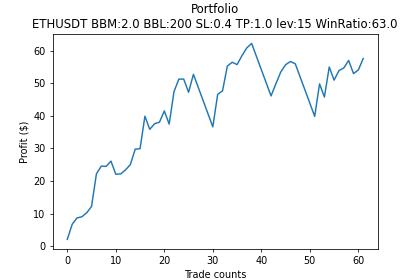 Portfolio
ETHUSDT BBM:2.0 BBL:200 SL:0.4 TP:1.0 lev:15 WinRatio:63.0
60
50
40
30
20
10
0
Profit ($)
0 10 20 30 40 50 60
Trade counts